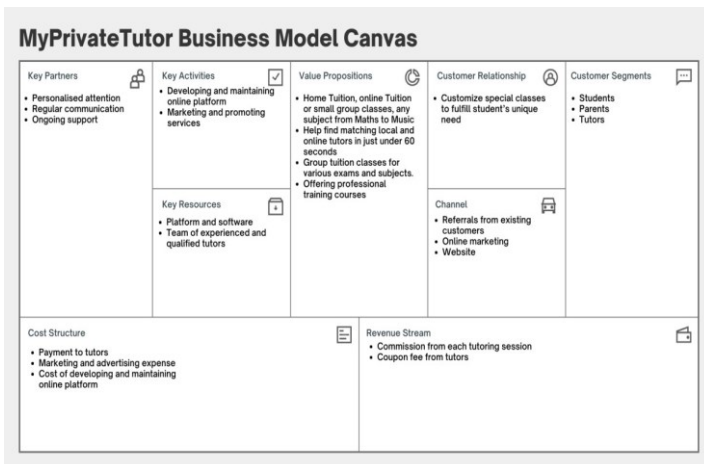 MyPrivateTutor Business Model Canvas
Key Partners
• Personalised attention
• Regular communication
• Ongoing support
Key Activities
• Developing and maintaining
online platform
• Marketing and promoting
services
Key Resources
• Platform and software
• Team of experienced and
qualified tutors
Value Propositions
• Home Tuition, online Tuition
or small group classes, any
subject from Maths to Music
• Help find matching local and
online tutors in just under 60
seconds
• Group tuition classes for
various exams and subjects.
• Offering professional
training courses
Customer Relationship
• Customize special classes
to fulfill student's unique
need
Channel
• Referrals from existing
customers
• Online marketing
• Website
Customer Segments
• Students
• Parents
• Tutors
Cost Structure
• Payment to tutors
• Marketing and advertising expense
• Cost of developing and maintaining
online platform
Revenue Stream
• Commission from each tutoring session
• Coupon fee from tutors